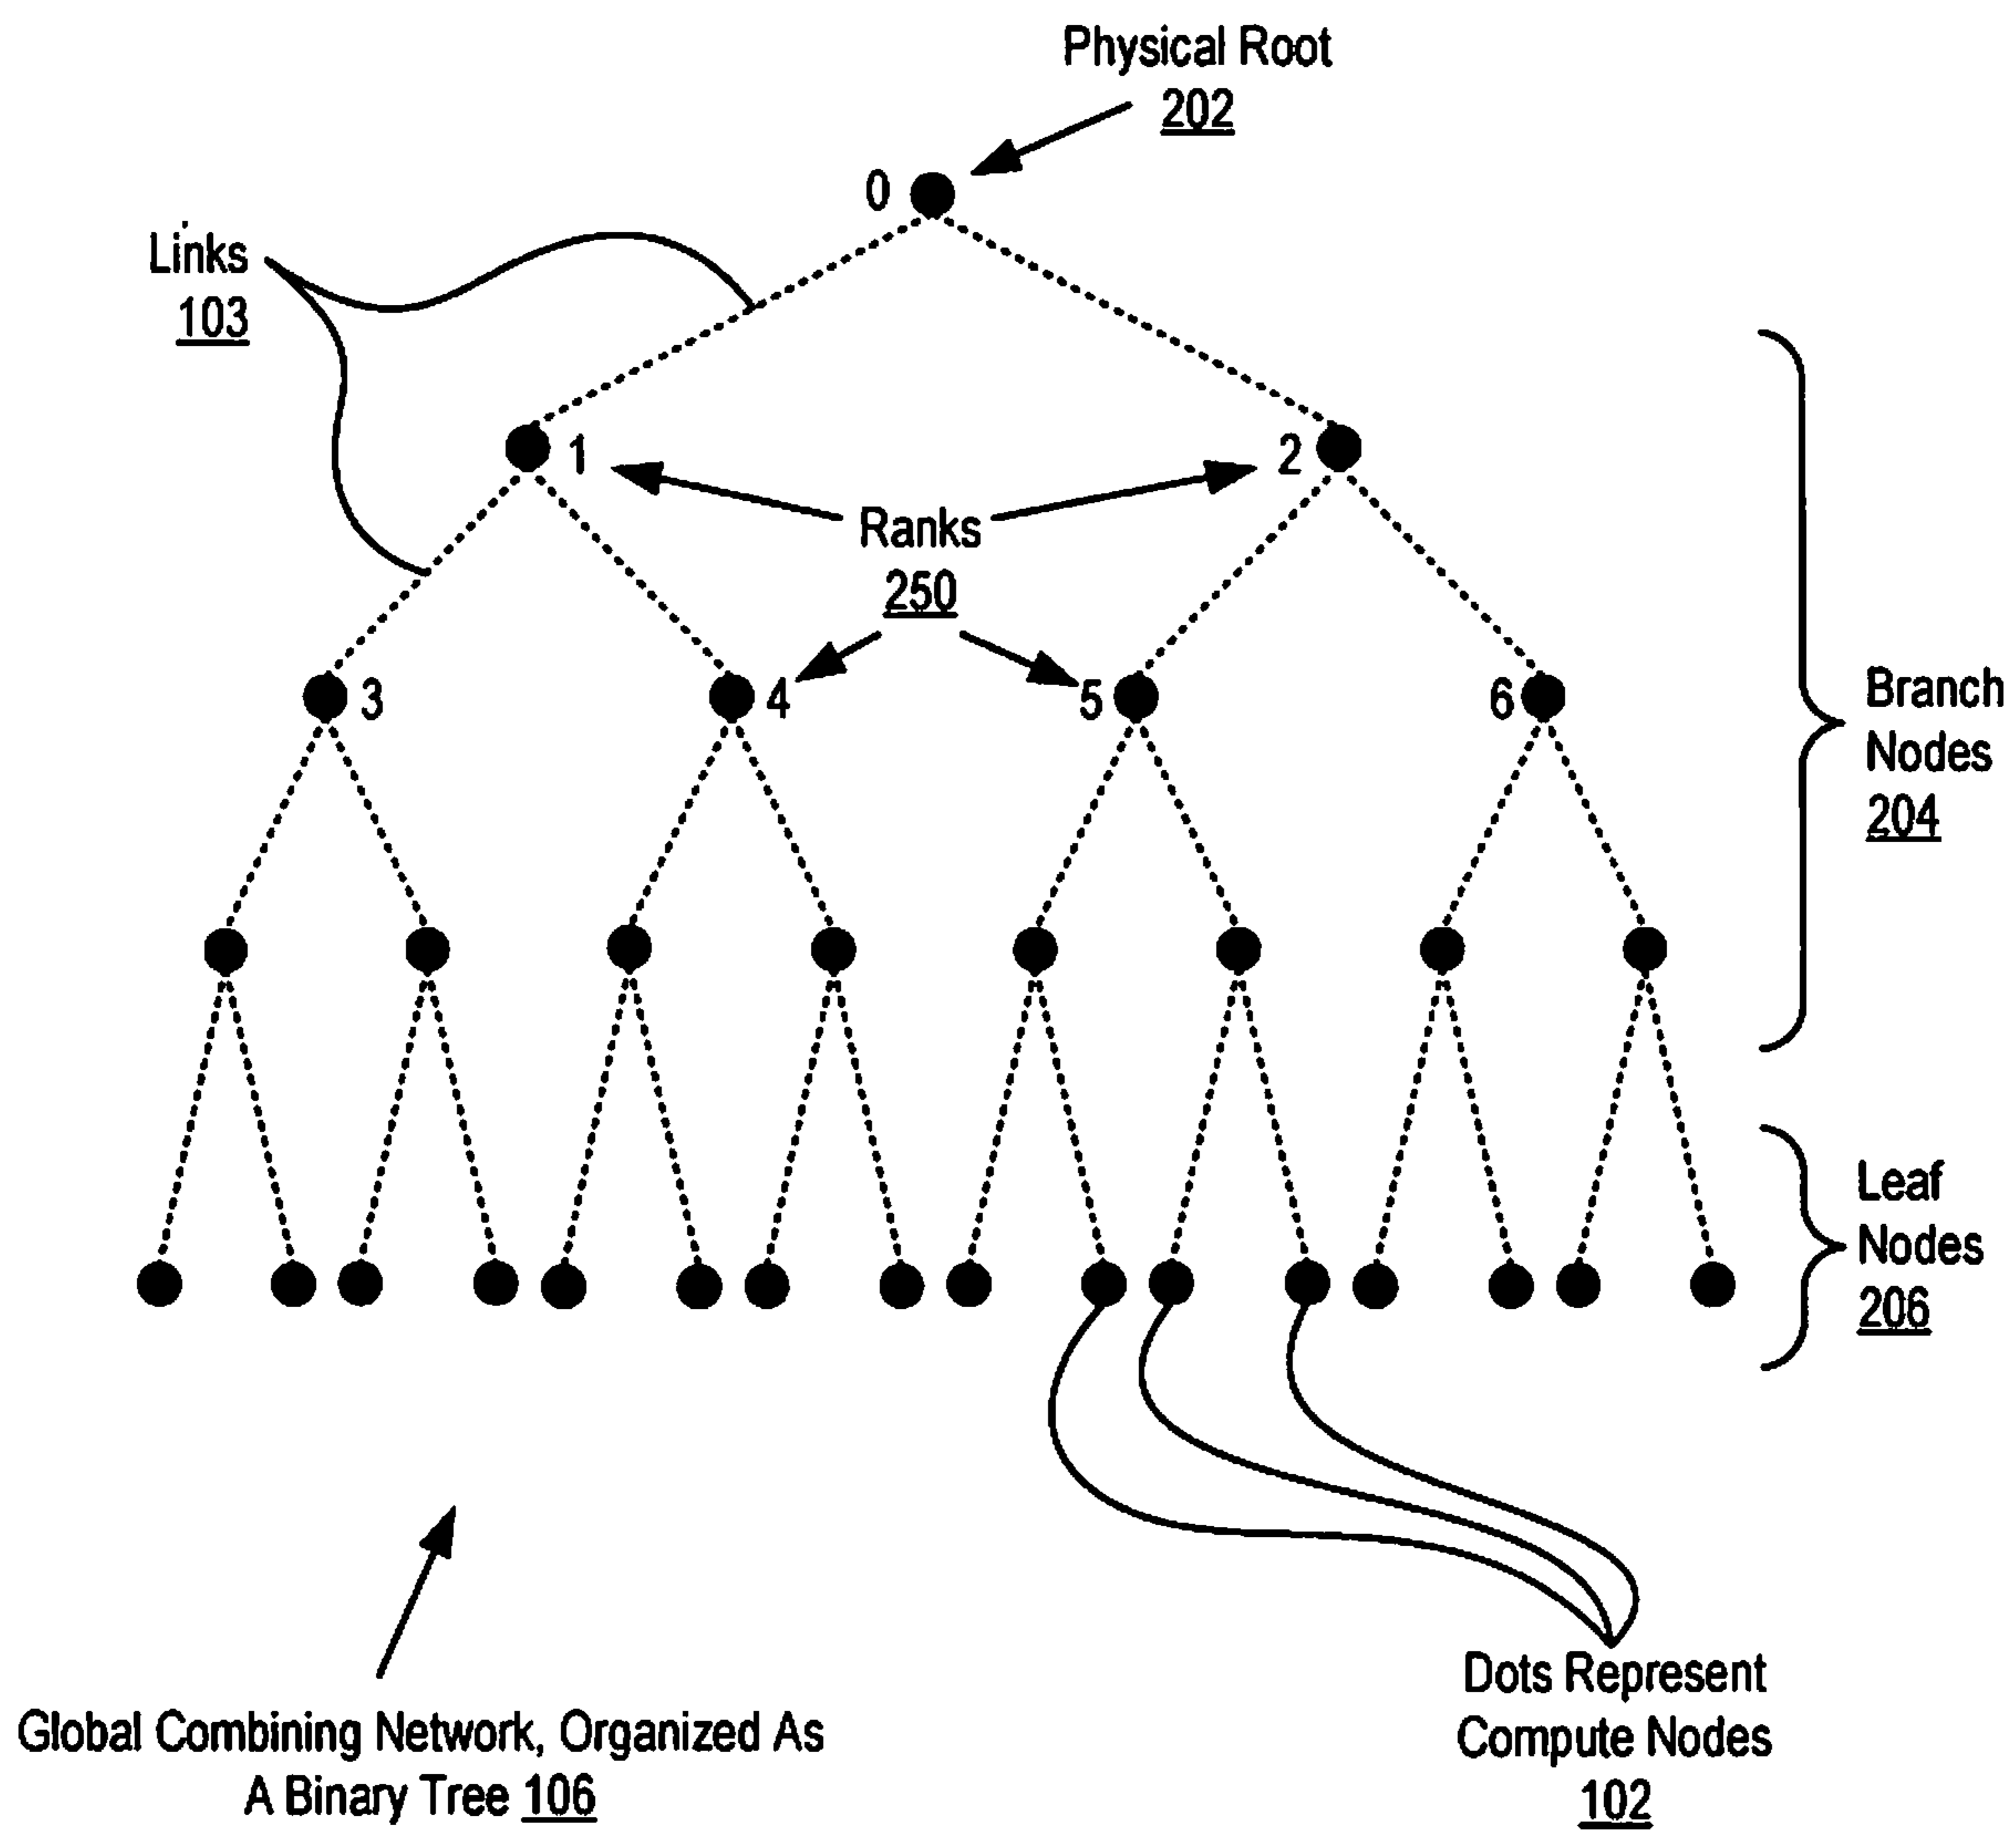 Physical Root
202
0
Links
103
1
2
Ranks
250
3
4
5
6
Branch
Nodes
204
Leaf
Nodes
206
Dots Represent
Compute Nodes
102
Global Combining Network, Organized As
A Binary Tree 106